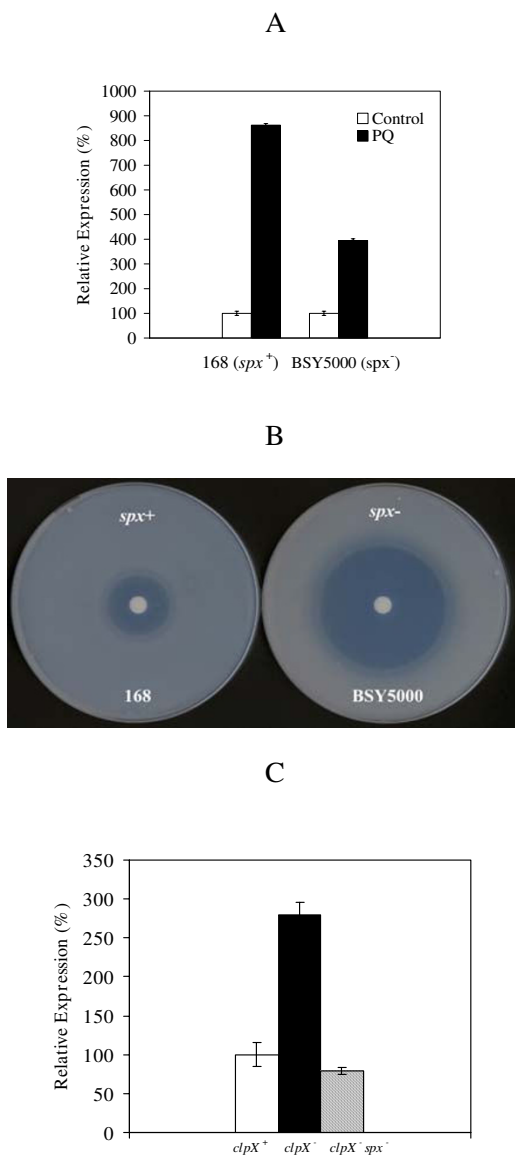 A
Relative Expression (%)
1000
900
800
700
600
500
400
300
200
100
0
Control
PQ
168 (spx⁺) BSY5000 (spx⁻)
B
spx+ spx-
168 BSY5000
C
Relative Expression (%)
350
300
250
200
150
100
50
0
clpX⁺ clpX⁻ clpX⁻ spx⁻